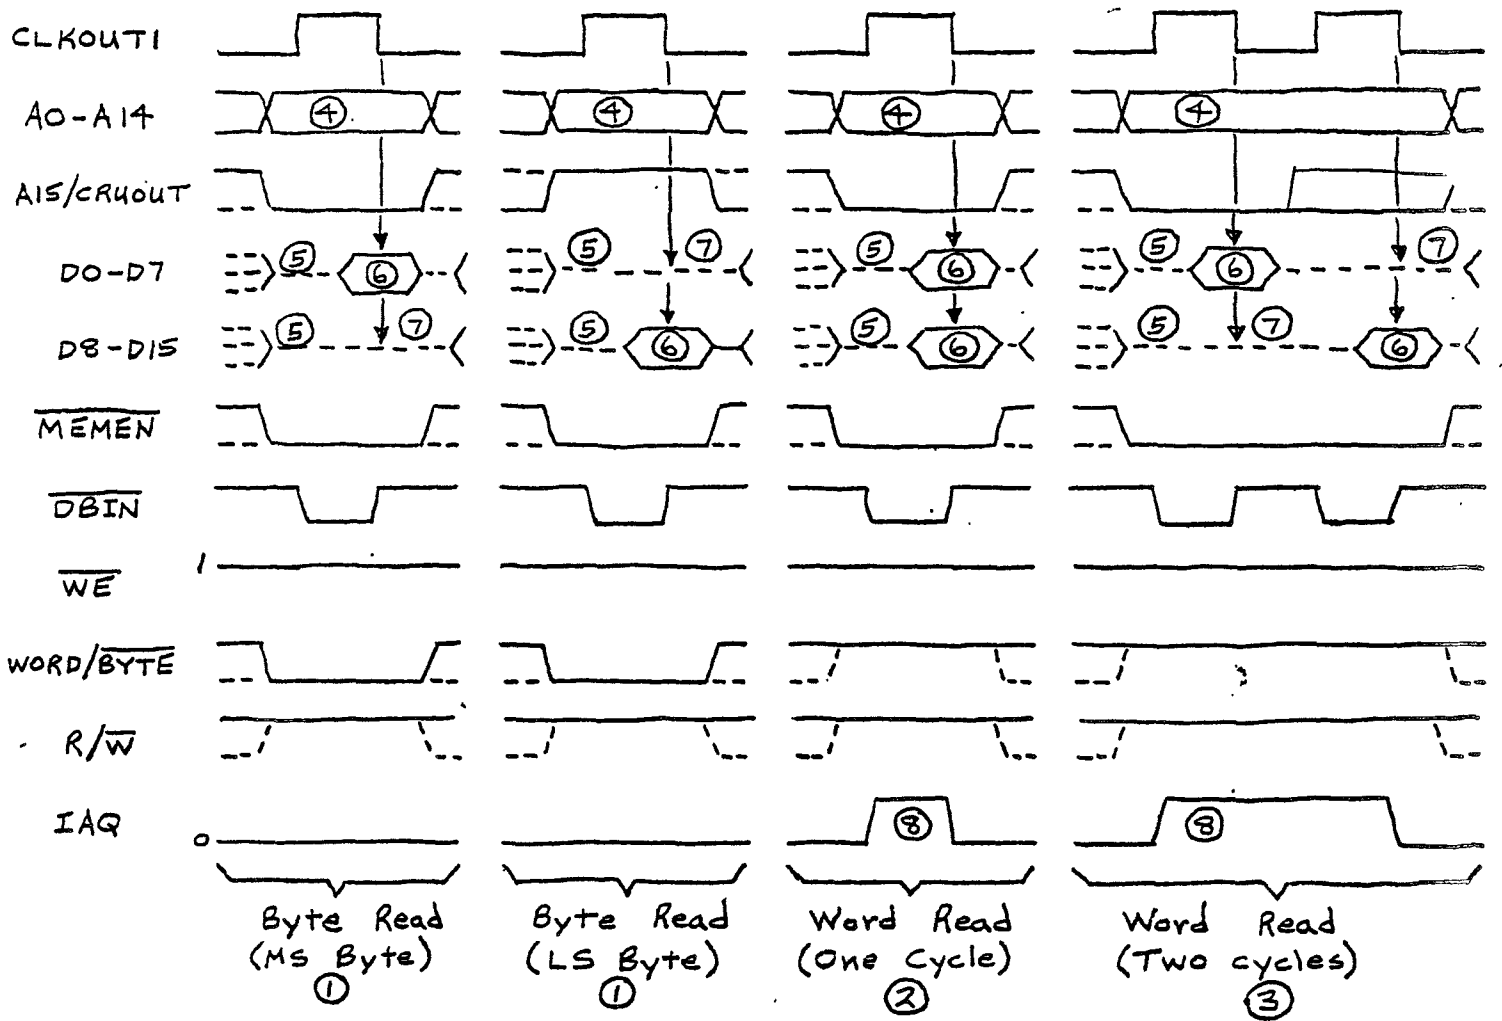 CLKOUT1
A0-A14 ④ ④ ④ ④
A15/CRUOUT
D0-D7 ⑤ ⑥ ⑤ ⑦ ⑤ ⑥ ⑤ ⑥ ⑦
D8-D15 ⑤ ⑦ ⑤ ⑥ ⑤ ⑥ ⑤ ⑦ ⑥
MEMEN
DBIN
WE 1
WORD/BYTE
R/W
IAQ 0 ⑧ ⑧
Byte Read
(MS Byte)
①
Byte Read
(LS Byte)
①
Word Read
(One Cycle)
②
Word Read
(Two cycles)
③